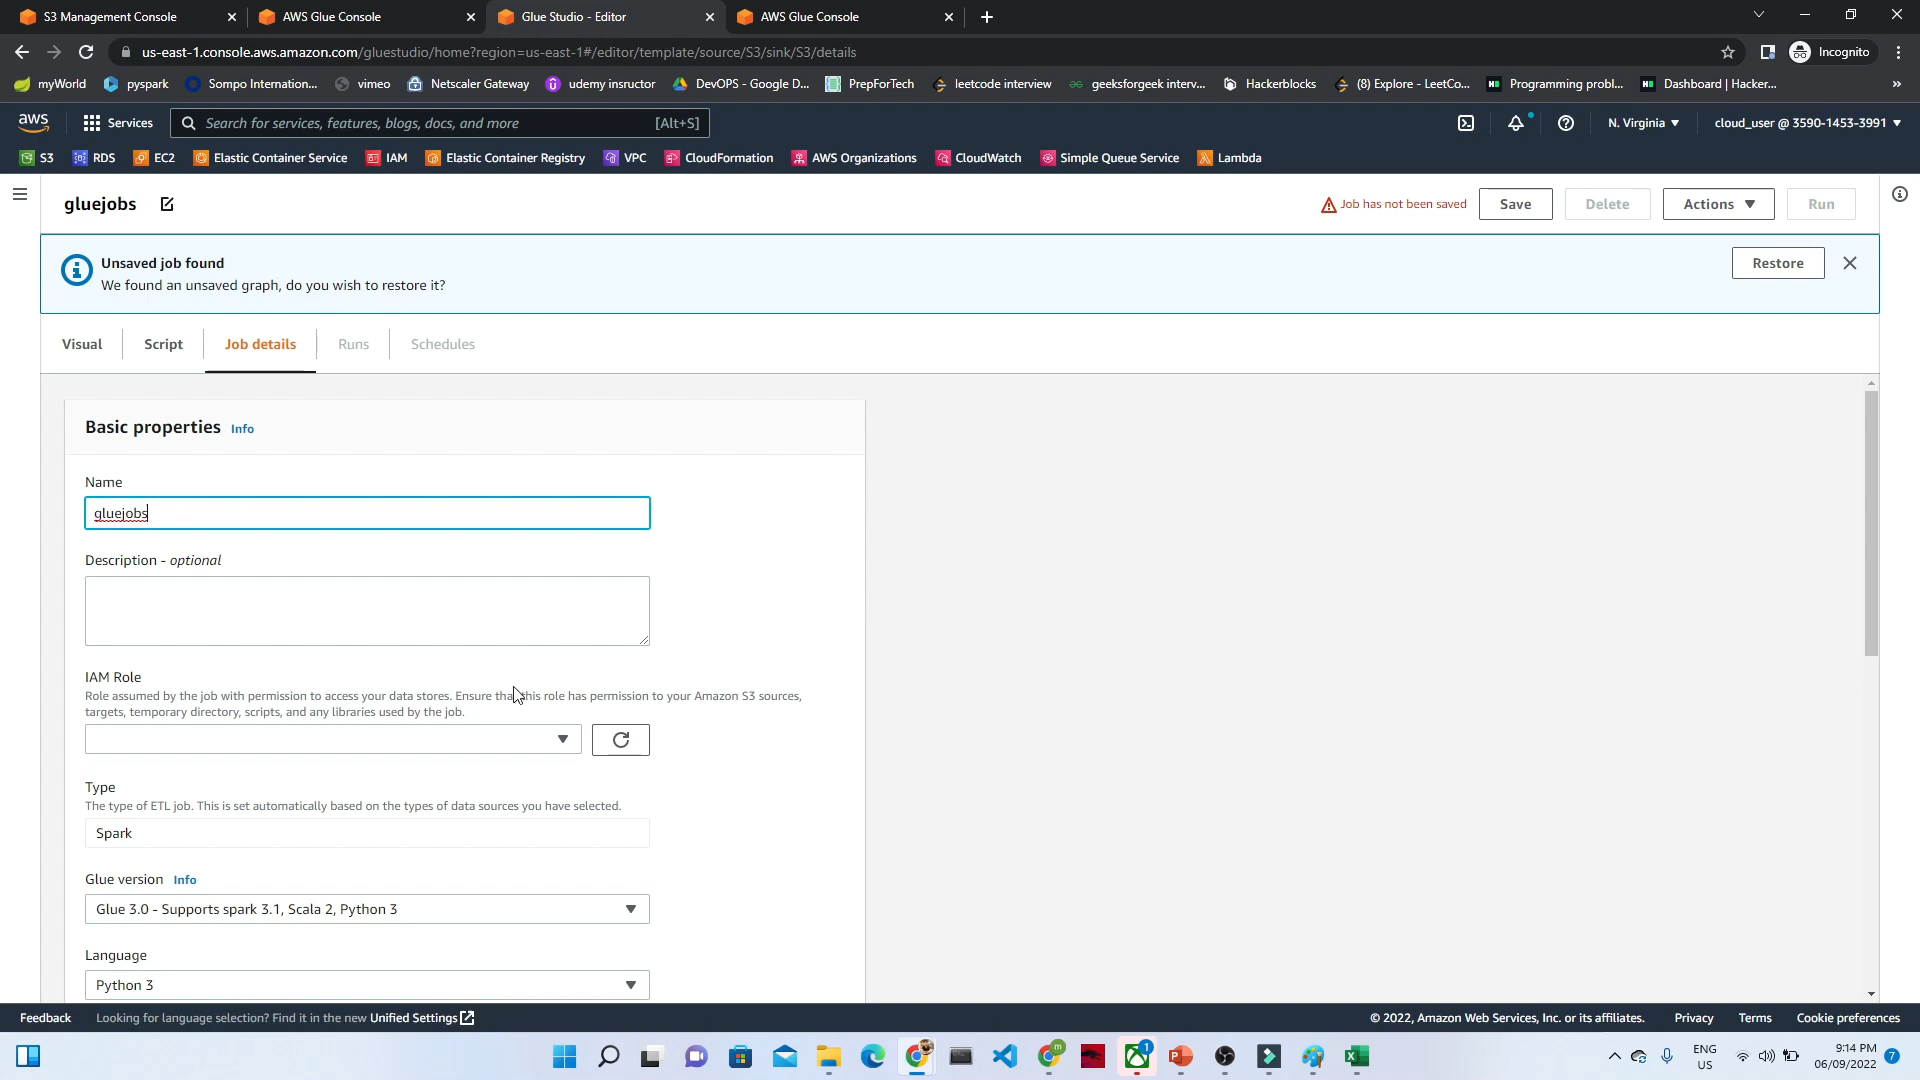 S3 Management Console
AWS Glue Console
Glue Studio - Editor
AWS Glue Console
us-east-1.console.aws.amazon.com/gluestudio/home?region=us-east-1#/editor/template/source/S3/sink/S3/details
Incognito
myWorld
pyspark
Sompo Internation...
vimeo
Netscaler Gateway
udemy insructor
DevOPS - Google D...
PrepForTech
leetcode interview
geeksforgeek interv...
Hackerblocks
(8) Explore - LeetCo...
Programming probl...
Dashboard | Hacker...
»
aws
Services
Search for services, features, blogs, docs, and more
[Alt+S]
N. Virginia
cloud_user @ 3590-1453-3991
S3
RDS
EC2
Elastic Container Service
IAM
Elastic Container Registry
VPC
CloudFormation
AWS Organizations
CloudWatch
Simple Queue Service
Lambda
gluejobs
Job has not been saved
Save
Delete
Actions
Run
Unsaved job found
We found an unsaved graph, do you wish to restore it?
Restore
Visual
Script
Job details
Runs
Schedules
Basic properties Info
Name
gluejobs
Description - optional
IAM Role
Role assumed by the job with permission to access your data stores. Ensure that this role has permission to your Amazon S3 sources,
targets, temporary directory, scripts, and any libraries used by the job.
Type
The type of ETL job. This is set automatically based on the types of data sources you have selected.
Spark
Glue version Info
Glue 3.0 - Supports spark 3.1, Scala 2, Python 3
Language
Python 3
Feedback
Looking for language selection? Find it in the new Unified Settings
© 2022, Amazon Web Services, Inc. or its affiliates.
Privacy
Terms
Cookie preferences
m
1
ENG
US
9:14 PM
06/09/2022
7